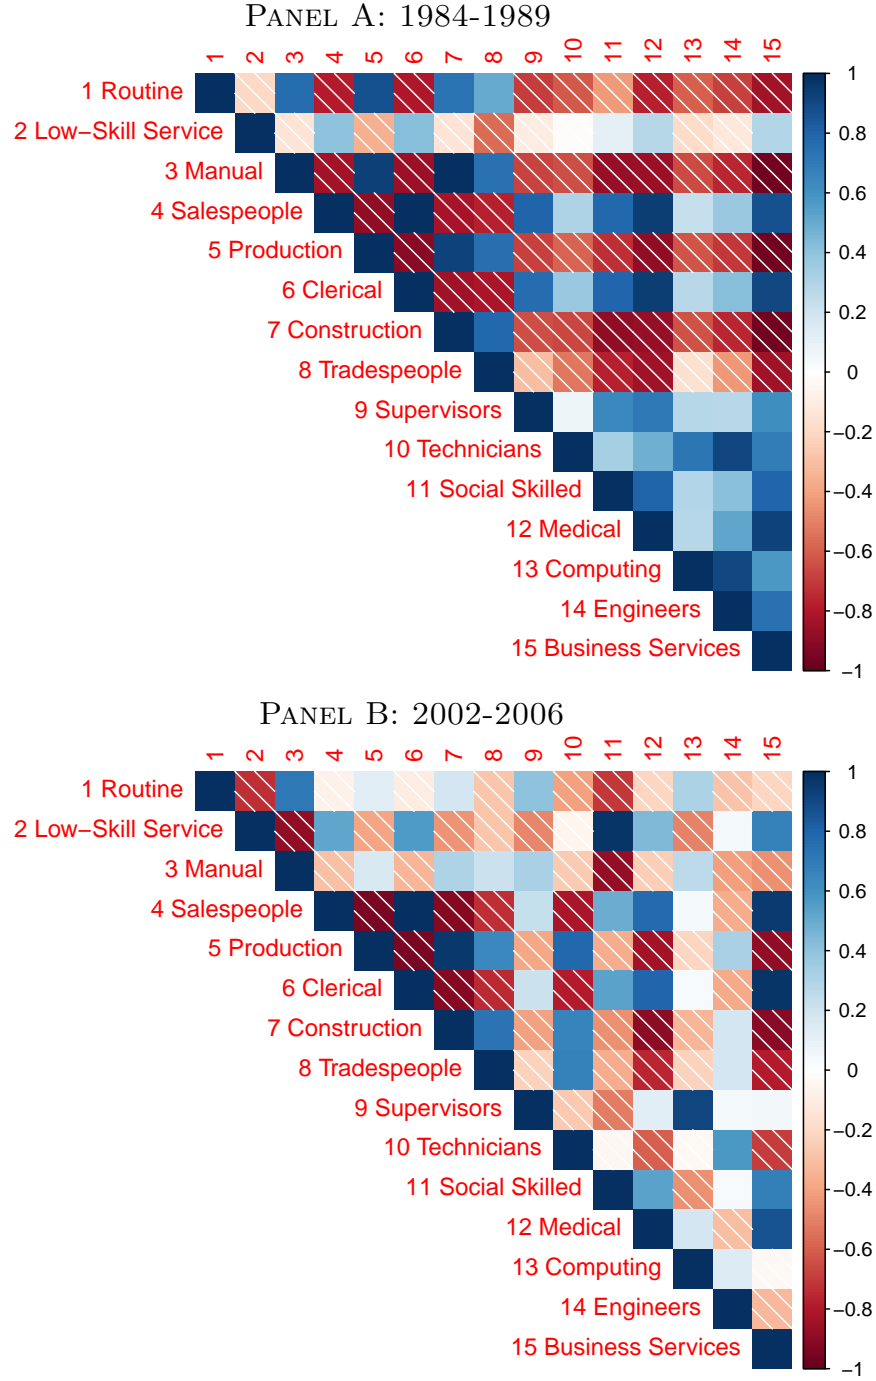 PANEL A: 1984-1989
1 2 3 4 5 6 7 8 9 10 11 12 13 14 15
1 Routine
2 Low−Skill Service
3 Manual
4 Salespeople
5 Production
6 Clerical
7 Construction
8 Tradespeople
9 Supervisors
10 Technicians
11 Social Skilled
12 Medical
13 Computing
14 Engineers
15 Business Services
1
0.8
0.6
0.4
0.2
0
−0.2
−0.4
−0.6
−0.8
−1
PANEL B: 2002-2006
1 2 3 4 5 6 7 8 9 10 11 12 13 14 15
1 Routine
2 Low−Skill Service
3 Manual
4 Salespeople
5 Production
6 Clerical
7 Construction
8 Tradespeople
9 Supervisors
10 Technicians
11 Social Skilled
12 Medical
13 Computing
14 Engineers
15 Business Services
1
0.8
0.6
0.4
0.2
0
−0.2
−0.4
−0.6
−0.8
−1